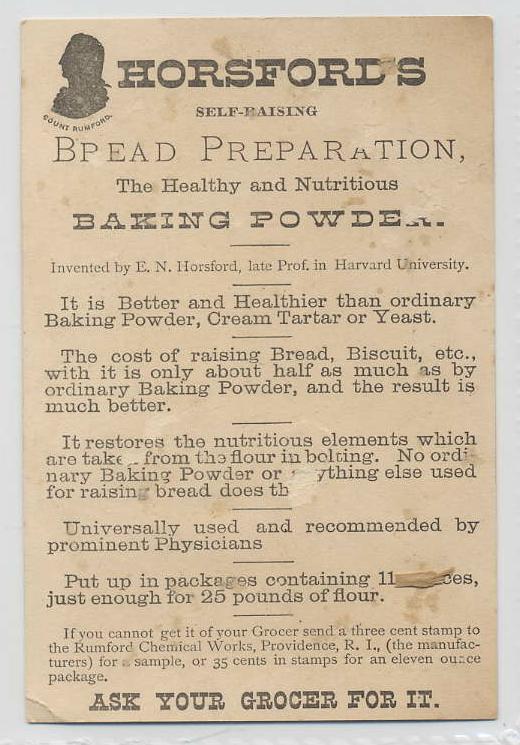 HORSFORD'S
COUNT RUMFORD.
SELF-RAISING
BREAD PREPARATION,
The Healthy and Nutritious
BAKING POWDER.
Invented by E. N. Horsford, late Prof. in Harvard University.
It is Better and Healthier than ordinary
Baking Powder, Cream Tartar or Yeast.
The cost of raising Bread, Biscuit, etc.,
with it is only about half as much as by
ordinary Baking Powder, and the result is
much better.
It restores the nutritious elements which
are taken from the flour in bolting. No ordi-
nary Baking Powder or anything else used
for raising bread does
Universally used and recommended by
prominent Physicians
Put up in packages containing 11
just enough for 25 pounds of flour.
If you cannot get it of your Grocer send a three cent stamp to
the Rumford Chemical Works, Providence, R. I., (the manufac-
turers) for a sample, or 35 cents in stamps for an eleven ounce
package.
ASK YOUR GROCER FOR IT.